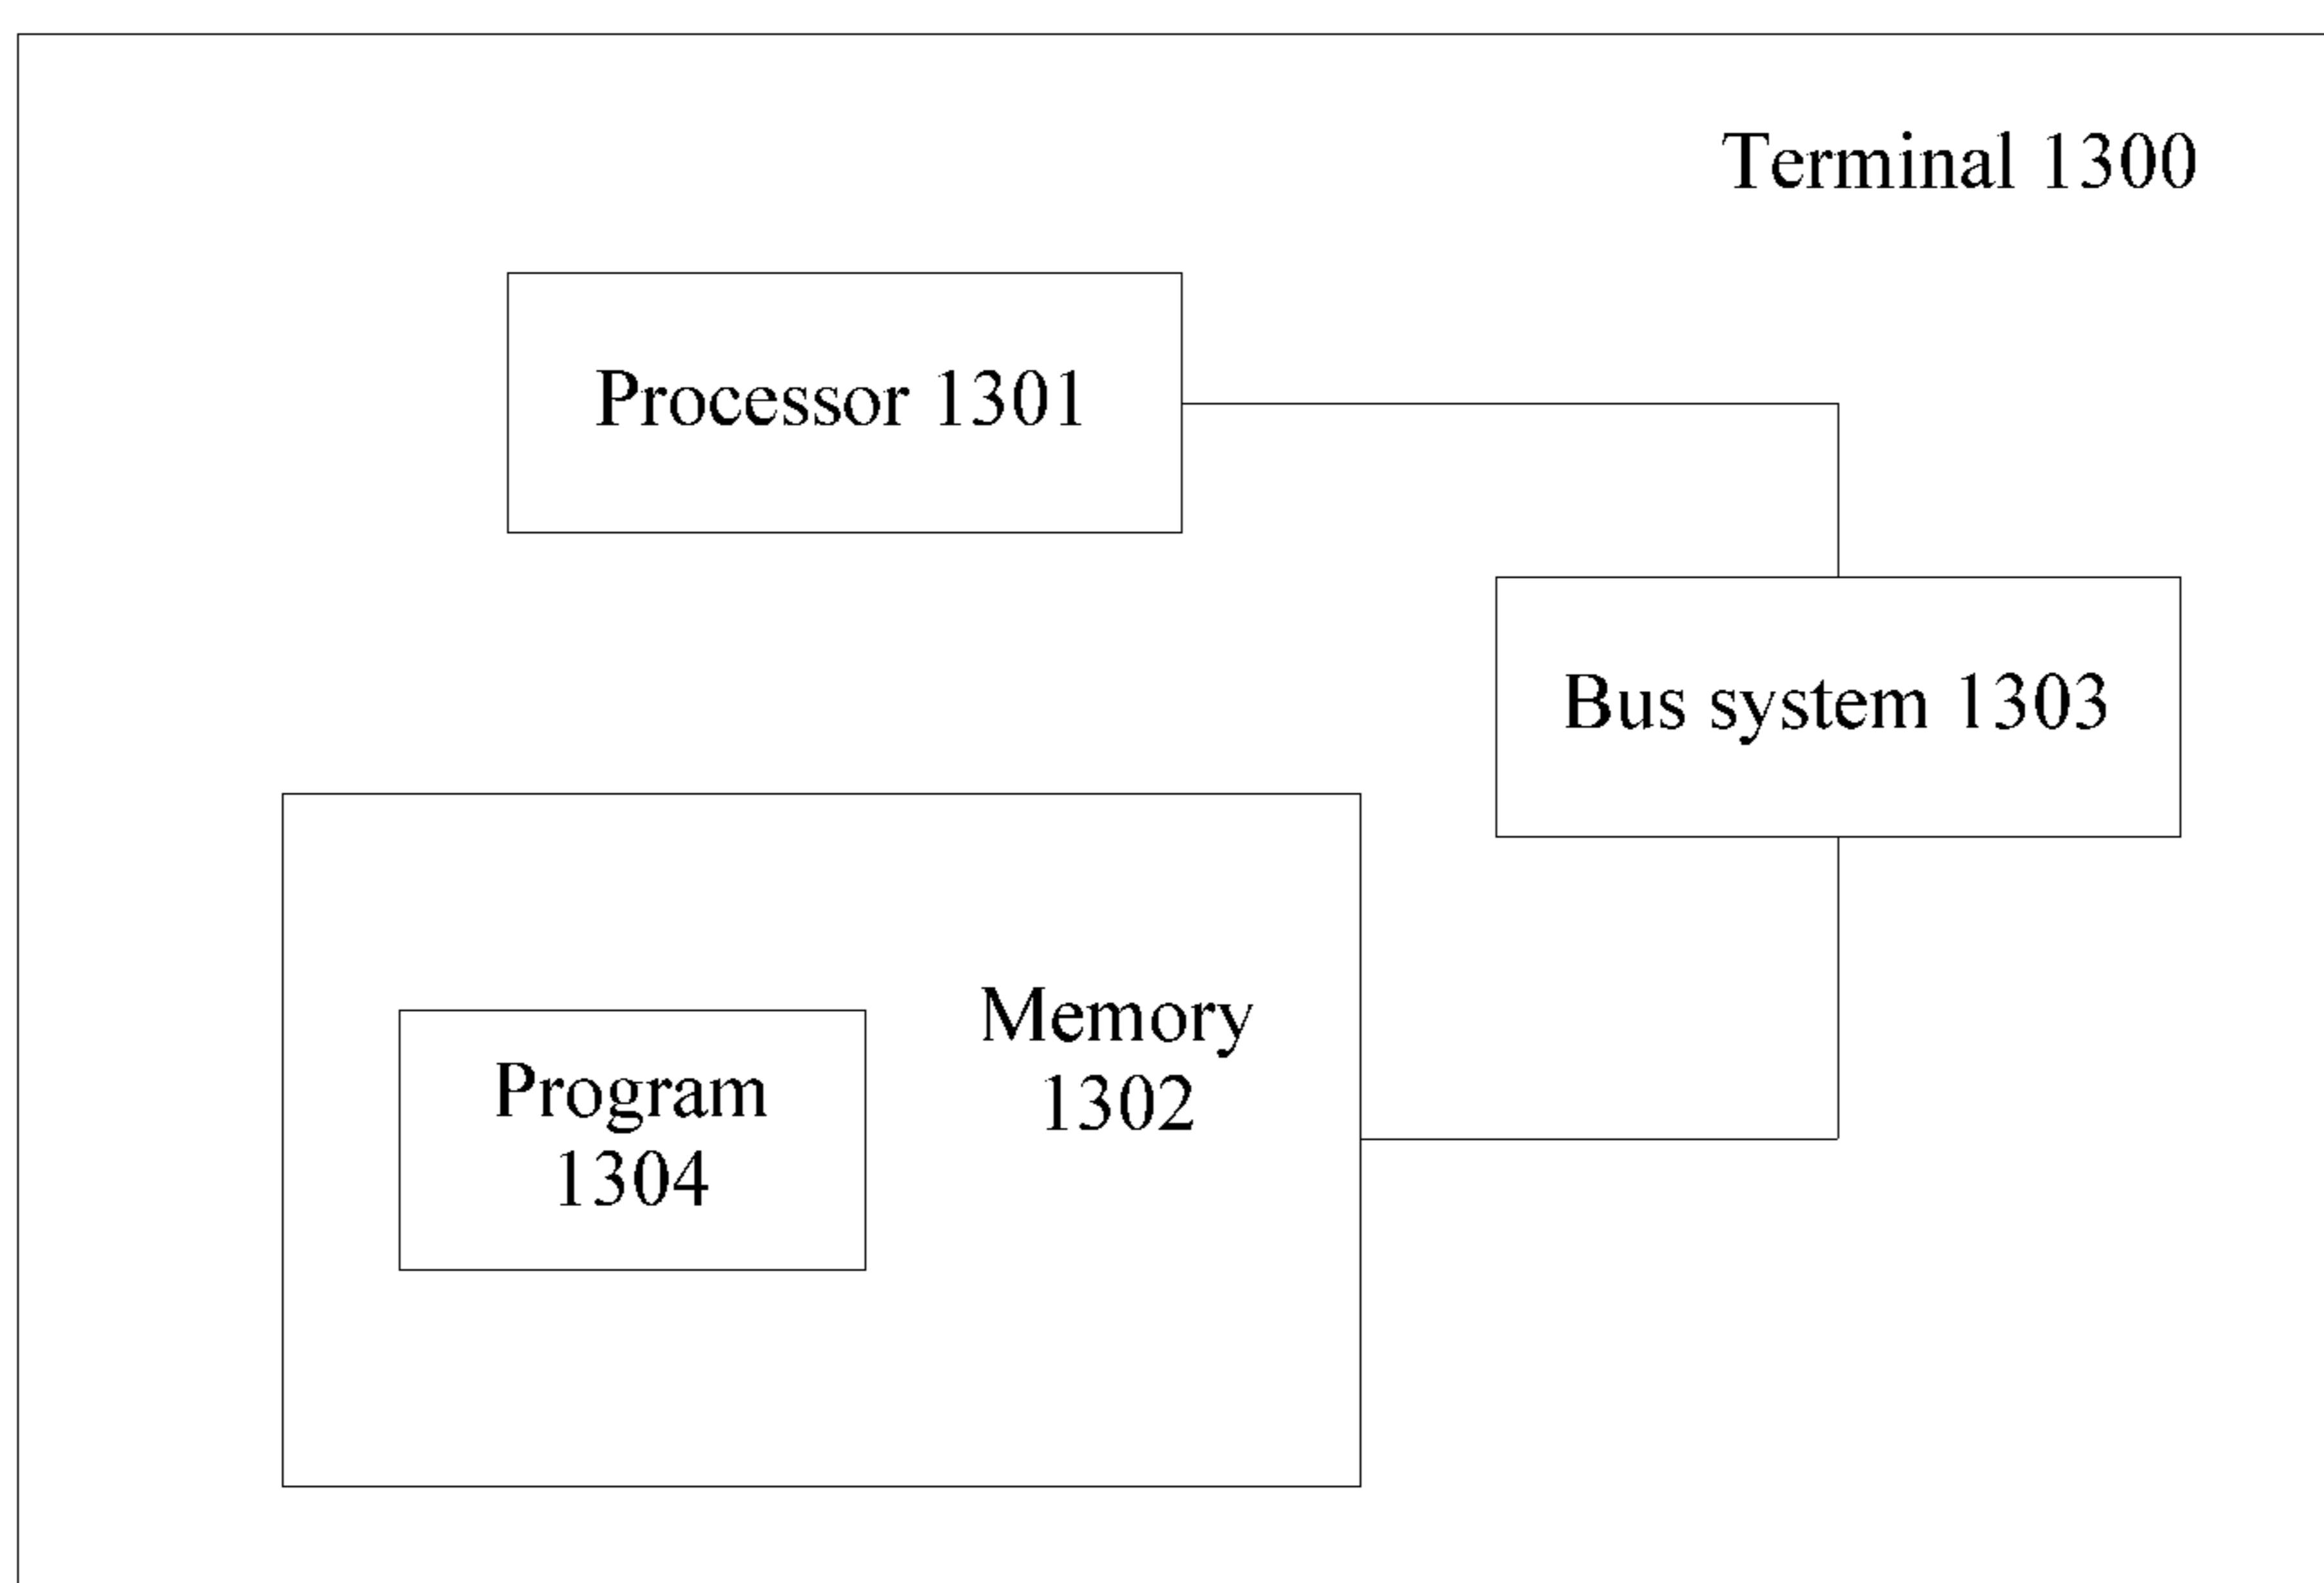 Terminal 1300
Processor 1301
Bus system 1303
Memory
1302
Program
1304